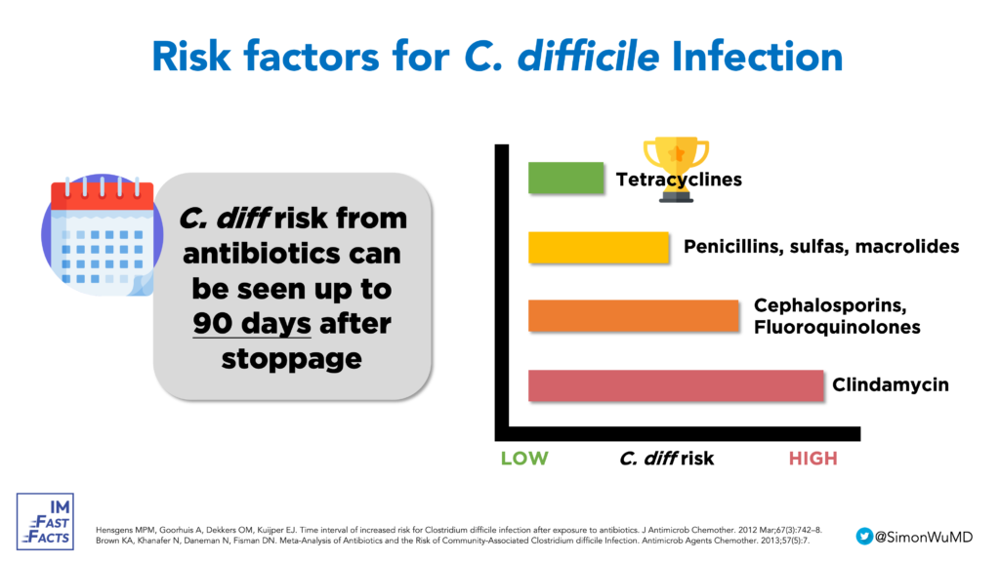 Risk factors for C. difficile Infection
C. diff risk from
antibiotics can
be seen up to
90 days after
stoppage
Tetracyclines
Penicillins, sulfas, macrolides
Cephalosporins,
Fluoroquinolones
Clindamycin
LOW
C. diff risk
HIGH
IM
FAST
FACTS
Hensgens MPM, Goorhuis A, Dekkers OM, Kuijper EJ. Time interval of increased risk for Clostridium difficile infection after exposure to antibiotics. J Antimicrob Chemother. 2012 Mar;67(3):742–8.
Brown KA, Khanafer N, Daneman N, Fisman DN. Meta-Analysis of Antibiotics and the Risk of Community-Associated Clostridium difficile Infection. Antimicrob Agents Chemother. 2013;57(5):7.
@SimonWuMD